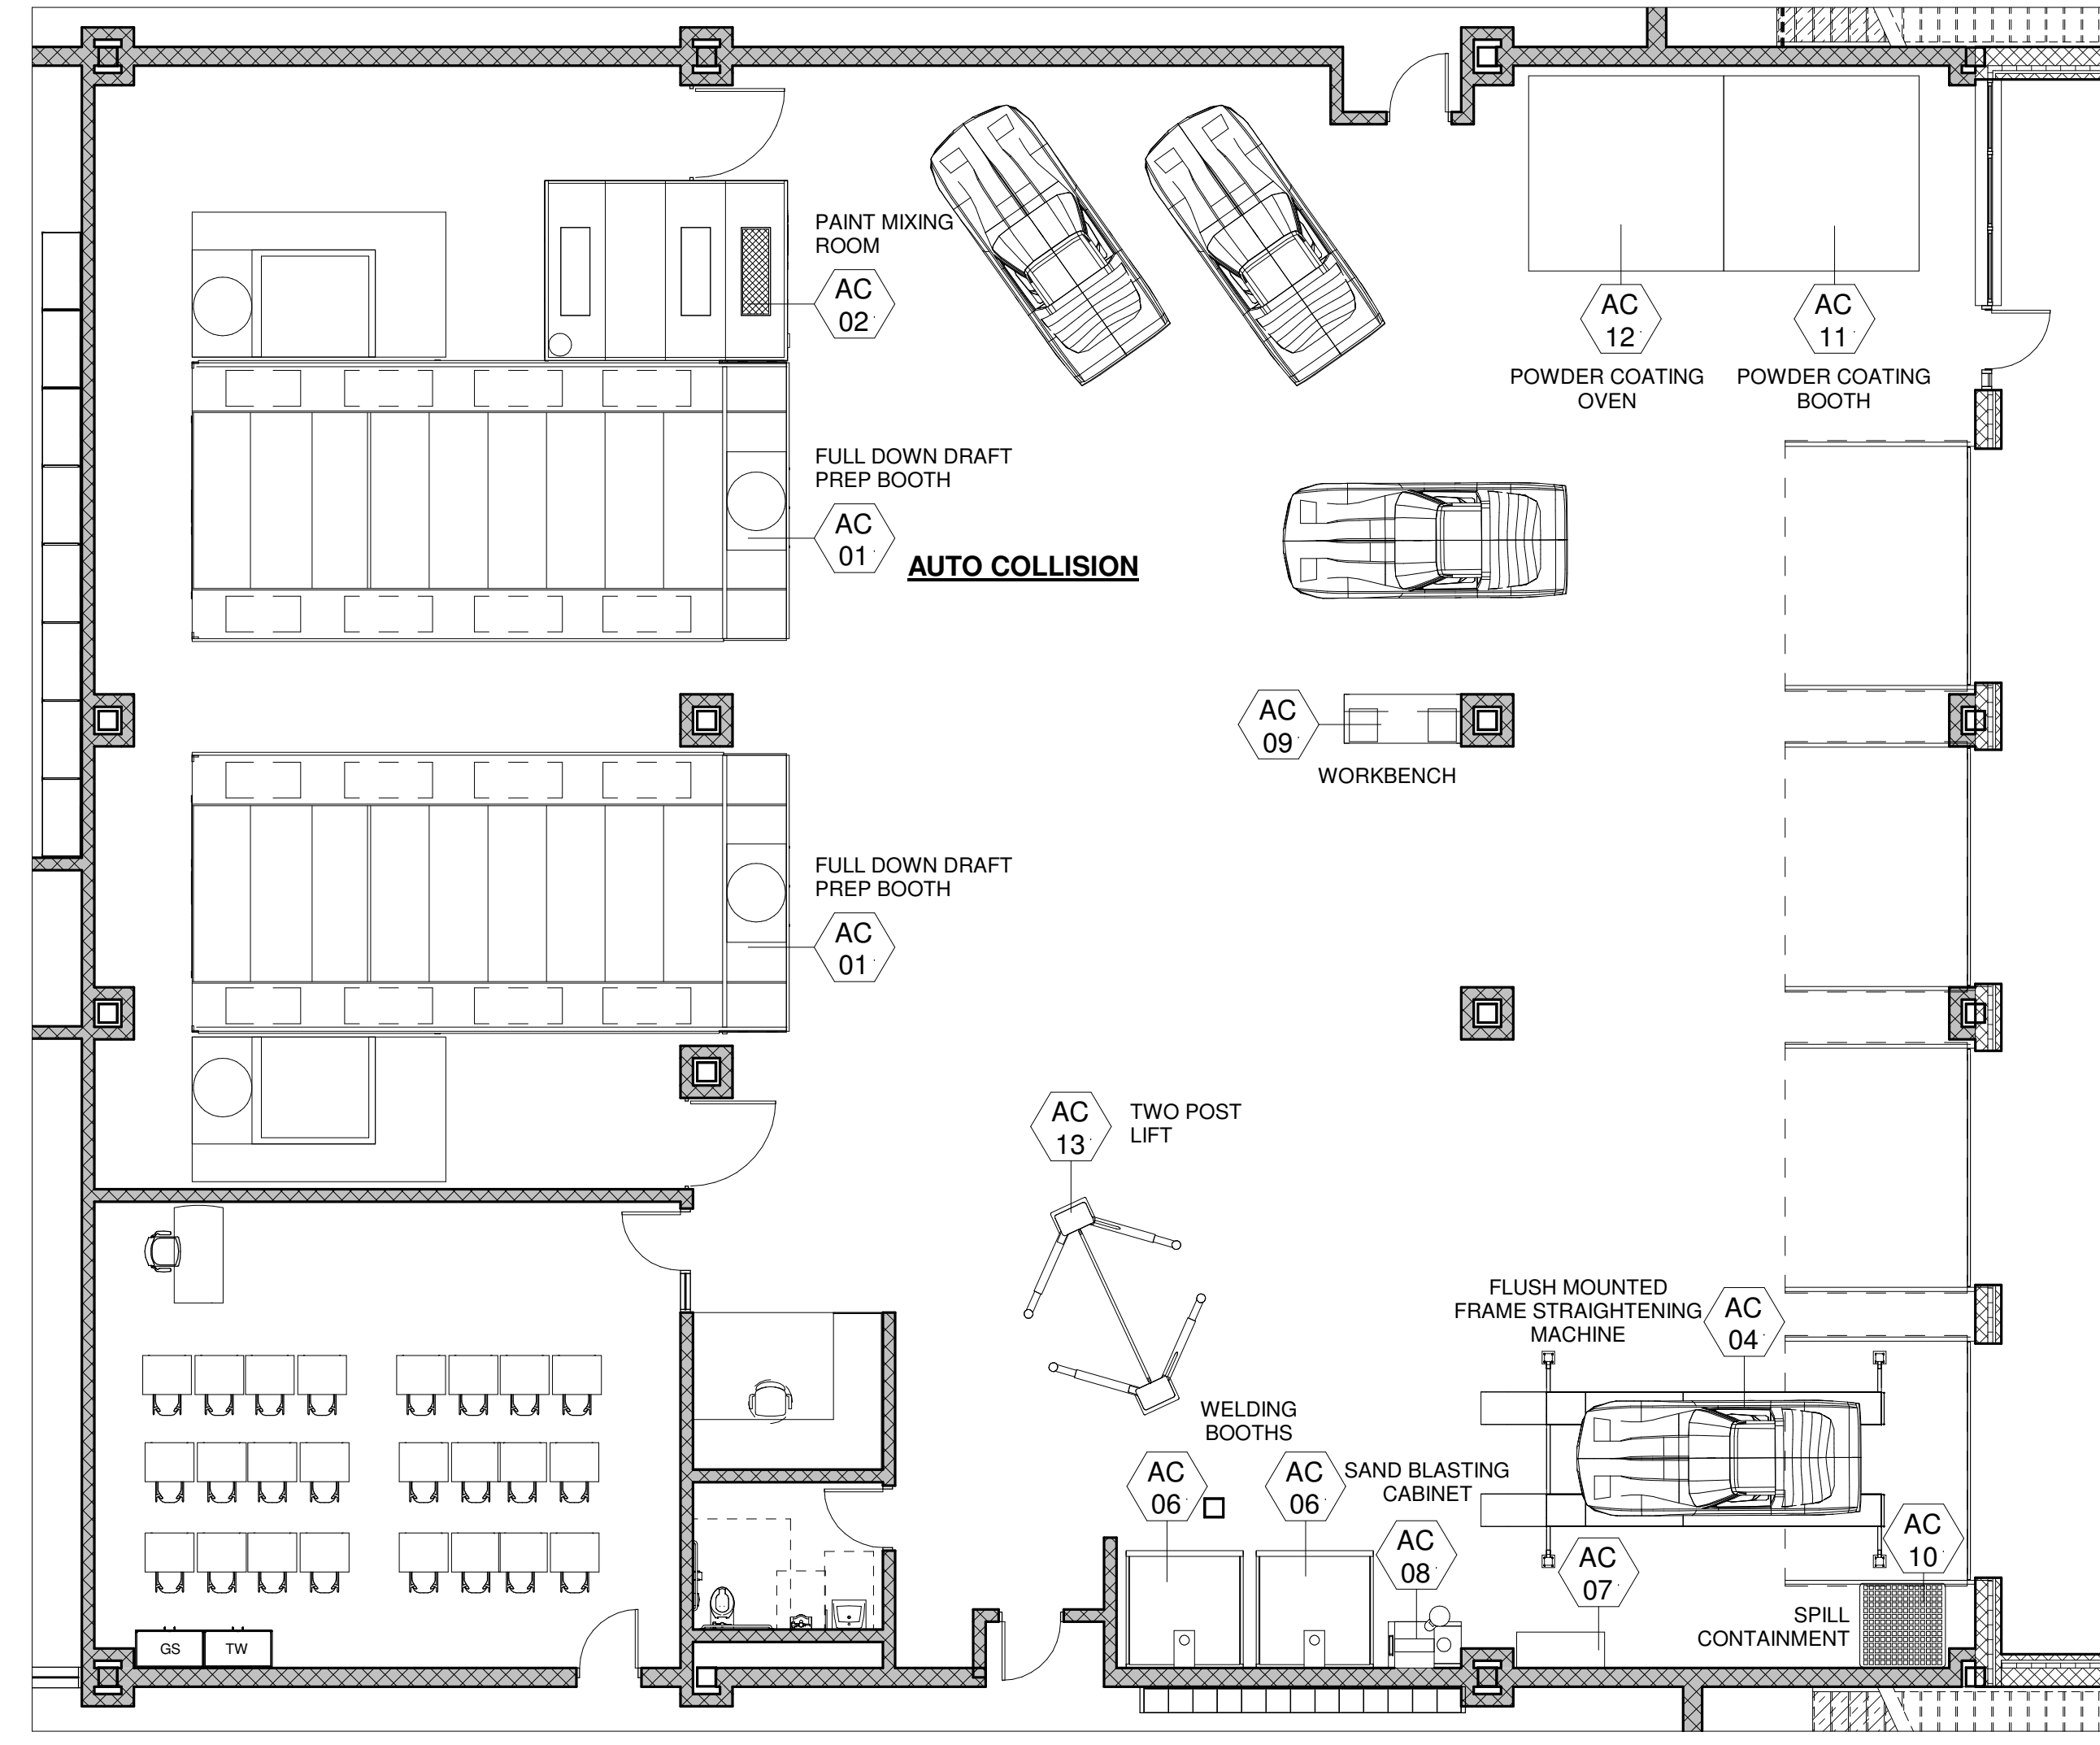 PAINT MIXING
ROOM
AC
02
AC
12
AC
11
POWDER COATING
OVEN
POWDER COATING
BOOTH
FULL DOWN DRAFT
PREP BOOTH
AC
01
AUTO COLLISION
AC
09
WORKBENCH
FULL DOWN DRAFT
PREP BOOTH
AC
01
AC
13
TWO POST
LIFT
FLUSH MOUNTED
FRAME STRAIGHTENING
MACHINE
AC
04
WELDING
BOOTHS
AC
06
AC
06
SAND BLASTING
CABINET
AC
08
AC
07
AC
10
SPILL
CONTAINMENT
GS
TW